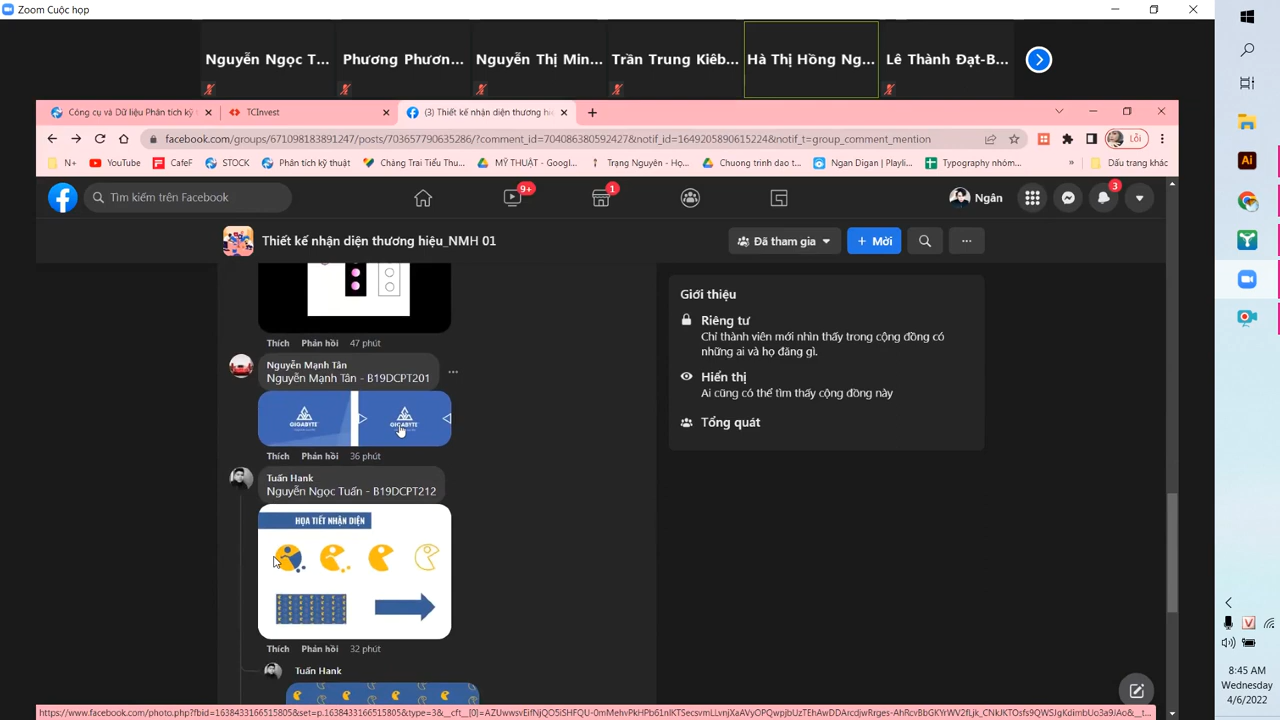 Zoom Cuộc họp
Nguyễn Ngọc T...
Phương Phươn...
Nguyễn Thị Min...
Trần Trung Kiêb...
Hà Thị Hồng Ng...
Lê Thành Đạt-B...
Công cụ và Dữ liệu Phân tích kỹ
TCInvest
(3) Thiết kế nhận diện thương hiệ
facebook.com/groups/671098183891247/posts/703657790635286/?comment_id=704086380592427&notif_id=1649205890615224&notif_t=group_comment_mention
Lỗi
N+
YouTube
CafeF
STOCK
Phân tích kỹ thuật
Chàng Trai Tiểu Thu...
MỸ THUẬT - Googl...
Trạng Nguyên - Họ...
Chuong trinh dao t...
Ngan Digan | Playli...
Typography nhóm...
»
Dấu trang khác
Tìm kiếm trên Facebook
9+
1
Ngân
3
Thiết kế nhận diện thương hiệu_NMH 01
Đã tham gia
+ Mời
Thích Phản hồi 47 phút
Nguyễn Mạnh Tân
Nguyễn Mạnh Tân - B19DCPT201
GIGABYTE
GIGABYTE
Thích Phản hồi 36 phút
Tuấn Hank
Nguyễn Ngọc Tuấn - B19DCPT212
HỌA TIẾT NHẬN DIỆN
Thích Phản hồi 32 phút
Tuấn Hank
Giới thiệu
Riêng tư
Chỉ thành viên mới nhìn thấy trong cộng đồng có
những ai và họ đăng gì.
Hiển thị
Ai cũng có thể tìm thấy cộng đồng này
Tổng quát
Ai
V
8:45 AM
Wednesday
4/6/2022